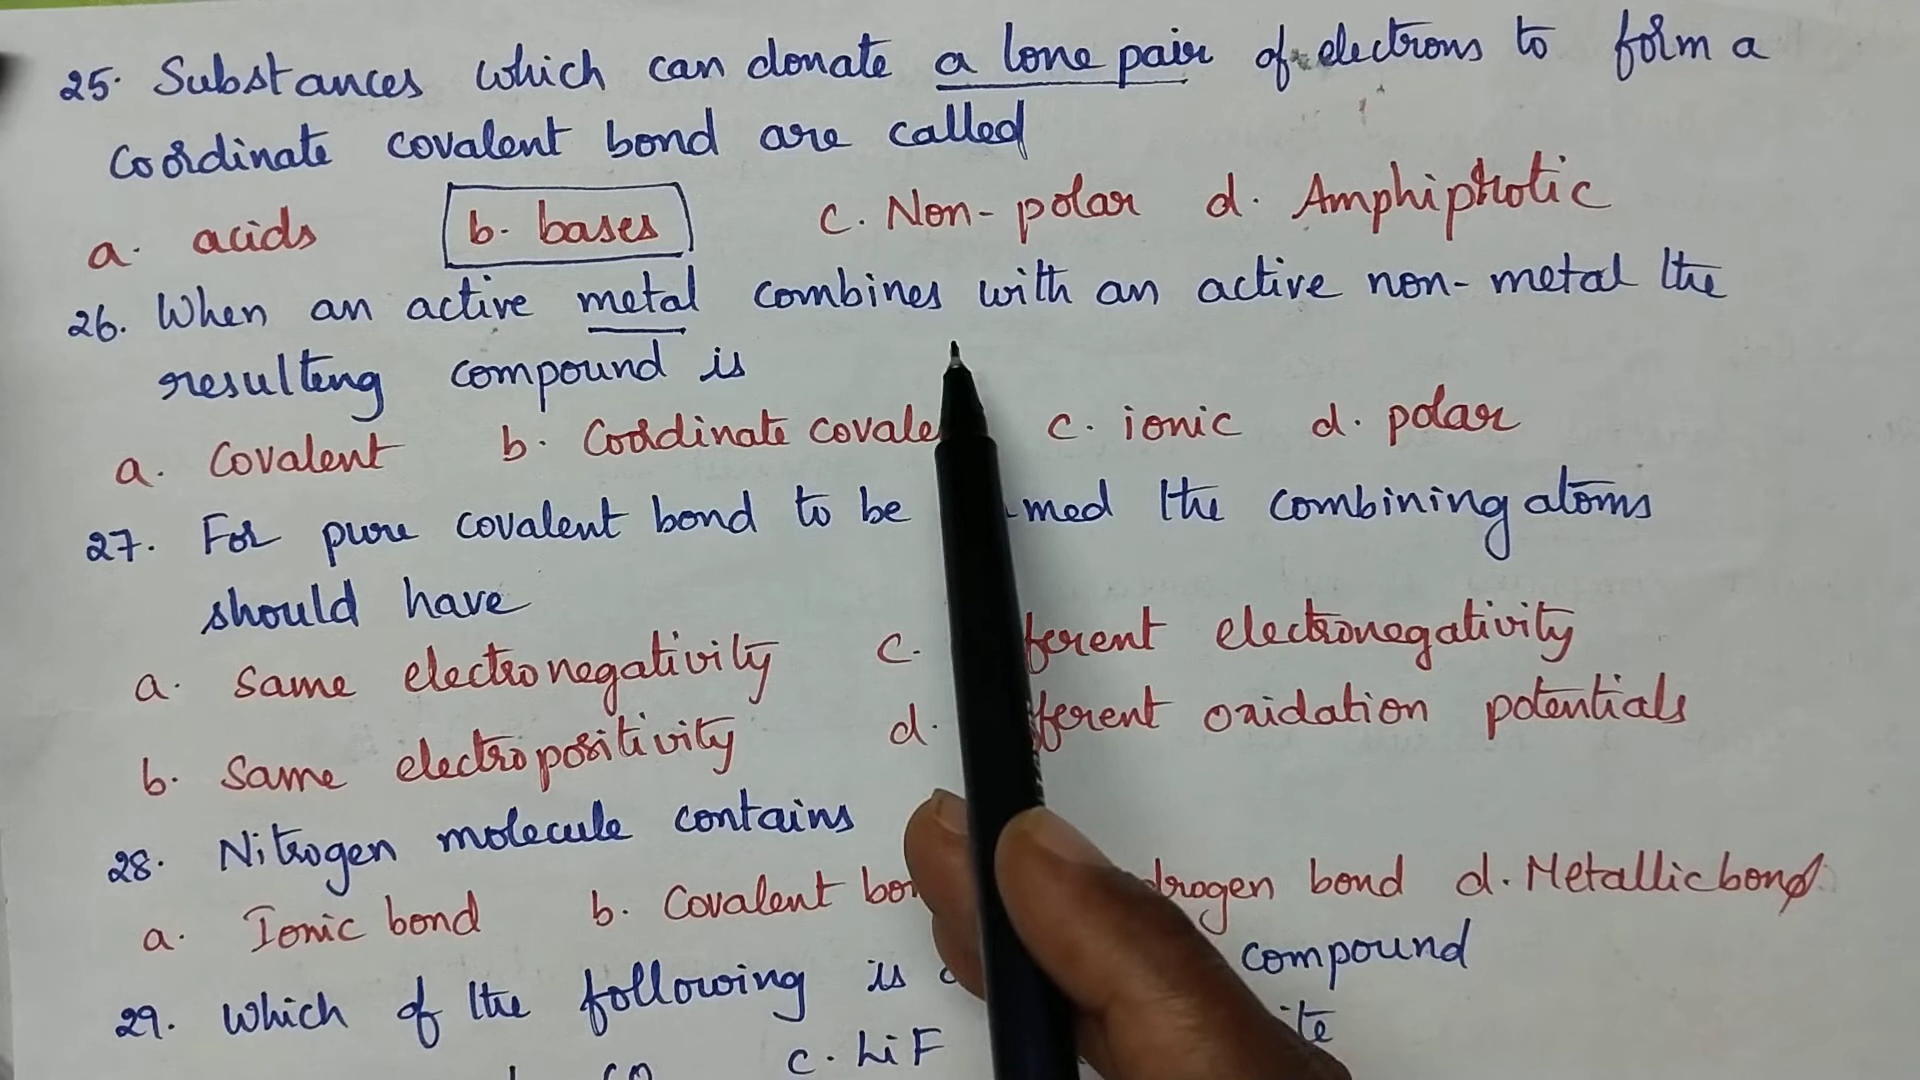 25. Substances which can donate a lone pair of electrons to form a
Coordinate covalent bond are called
a. acids b. bases c. Non-polar d. Amphiprotic
26. When an active metal combines with an active non-metal the
resulting compound is
a. Covalent b. Coordinate covale c. ionic d. polar
27. For pure covalent bond to be med the combining atoms
should have
a. Same electronegativity c. fferent electronegativity
b. Same electropositivity d. fferent oxidation potentials
28. Nitrogen molecule contains
a. Ionic bond b. Covalent bon drogen bond d. Metallic bond
29. Which of the following is compound
c. LiF ite